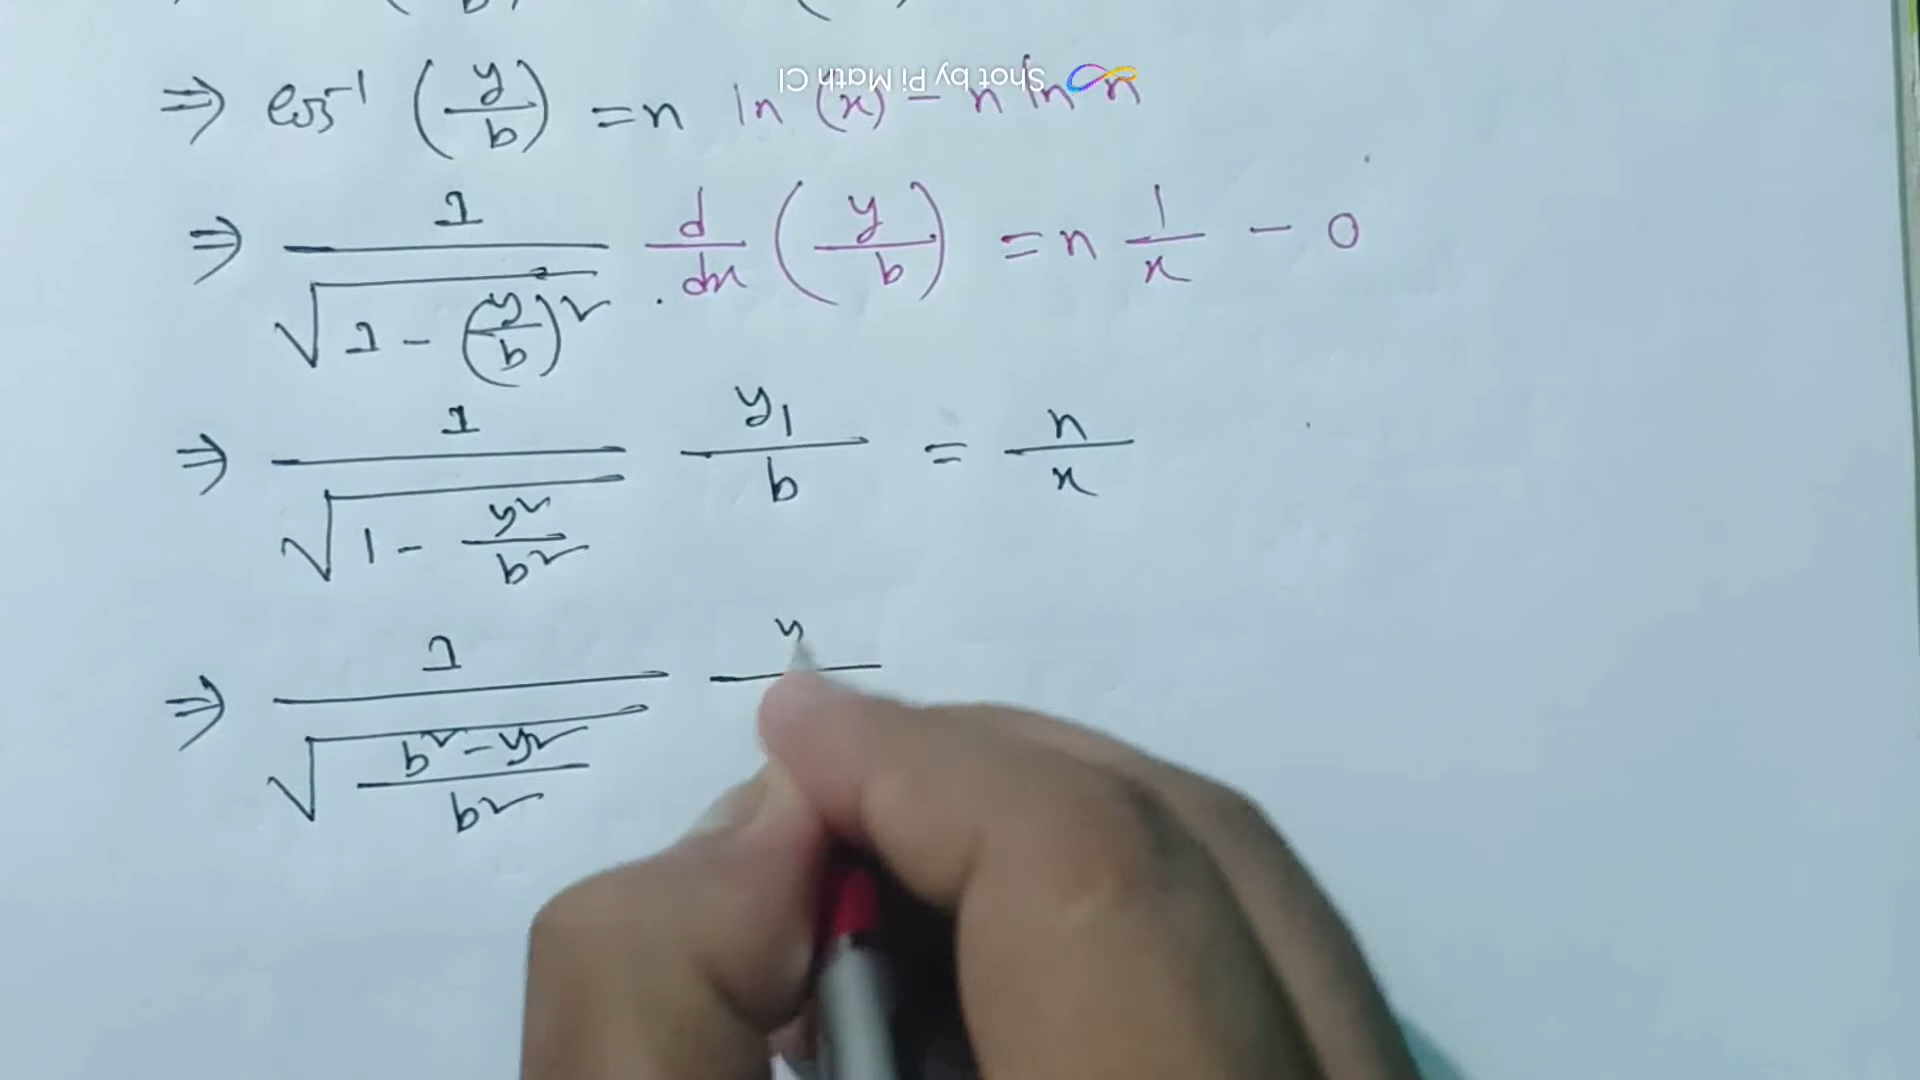 ⇒ cos⁻¹ (y/b) = n ln (x) − n ln n
Shot by Pi Math Cl
⇒ 1/√(1 − (y/b)²) · d/dx (y/b) = n 1/x − 0
⇒ 1/√(1 − y²/b²) y₁/b = n/x
⇒ 1/√((b² − y²)/b²) y